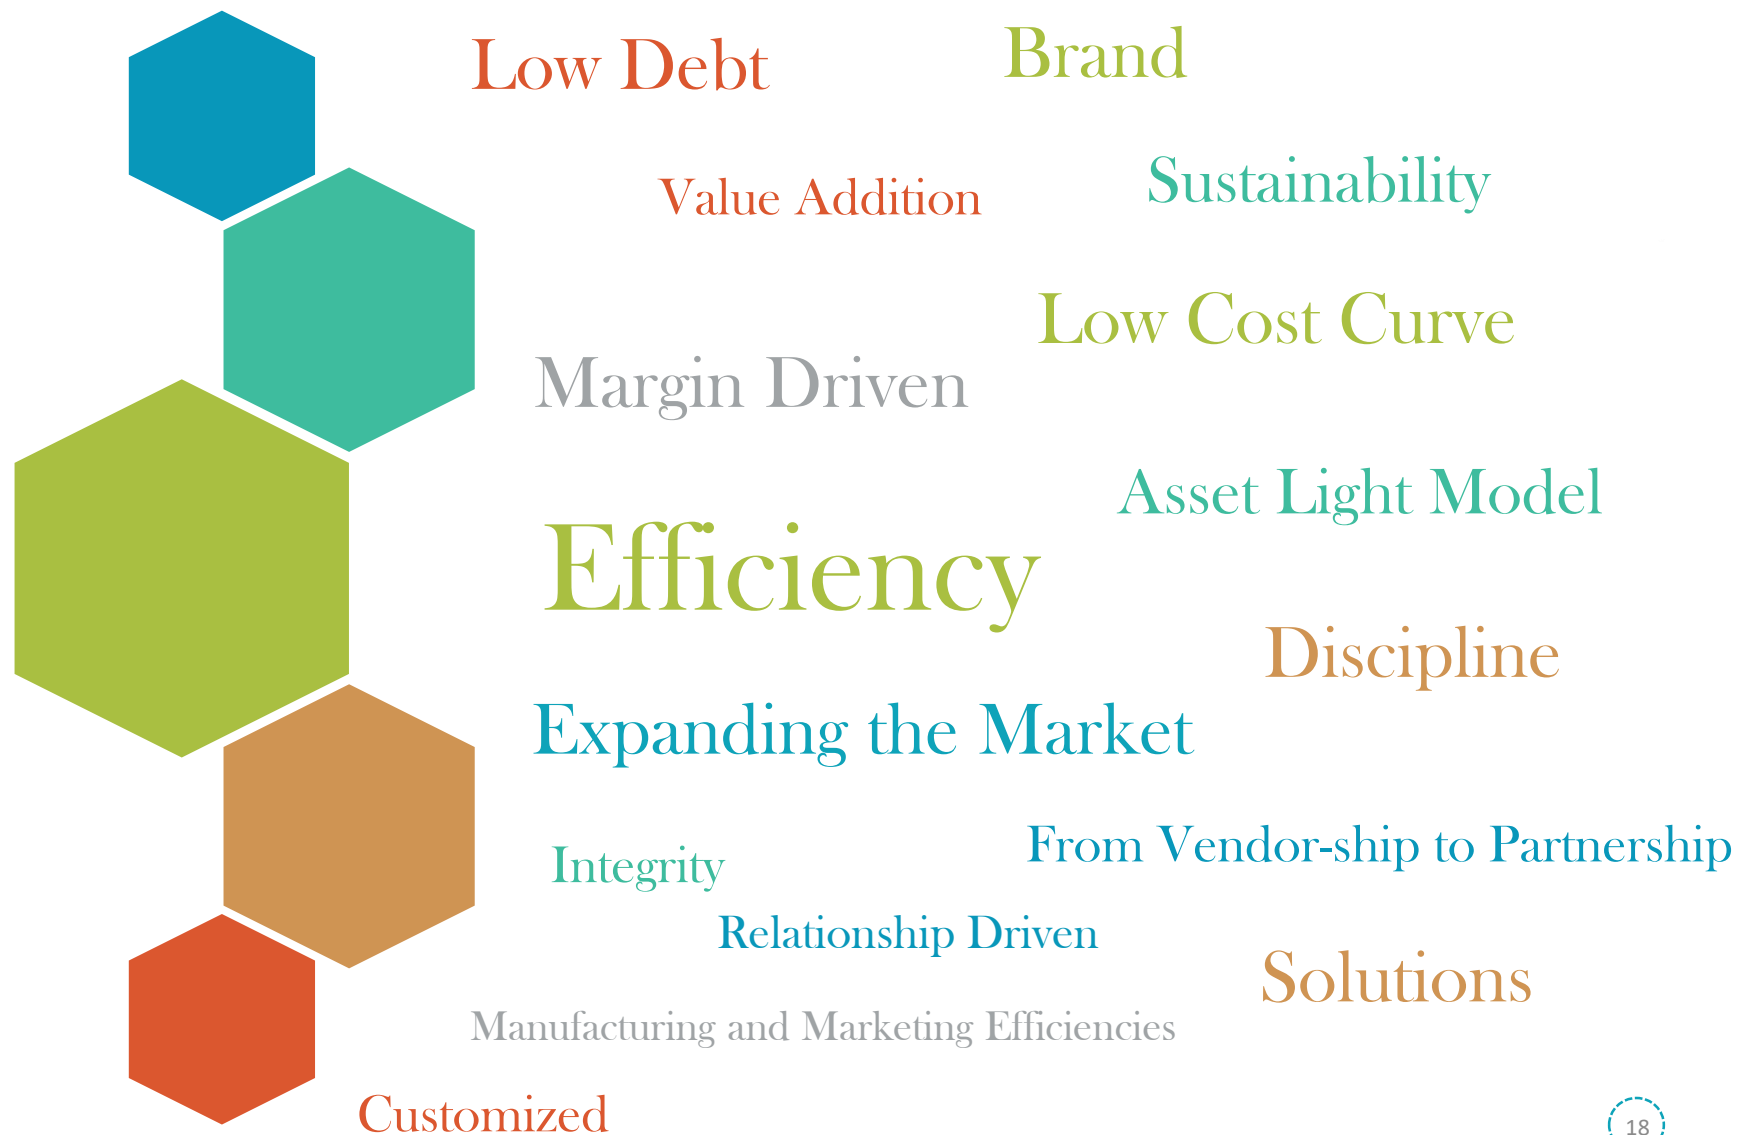 Low Debt
Brand
Value Addition
Sustainability
Low Cost Curve
Margin Driven
Asset Light Model
Efficiency
Discipline
Expanding the Market
From Vendor-ship to Partnership
Integrity
Relationship Driven
Solutions
Manufacturing and Marketing Efficiencies
Customized
18